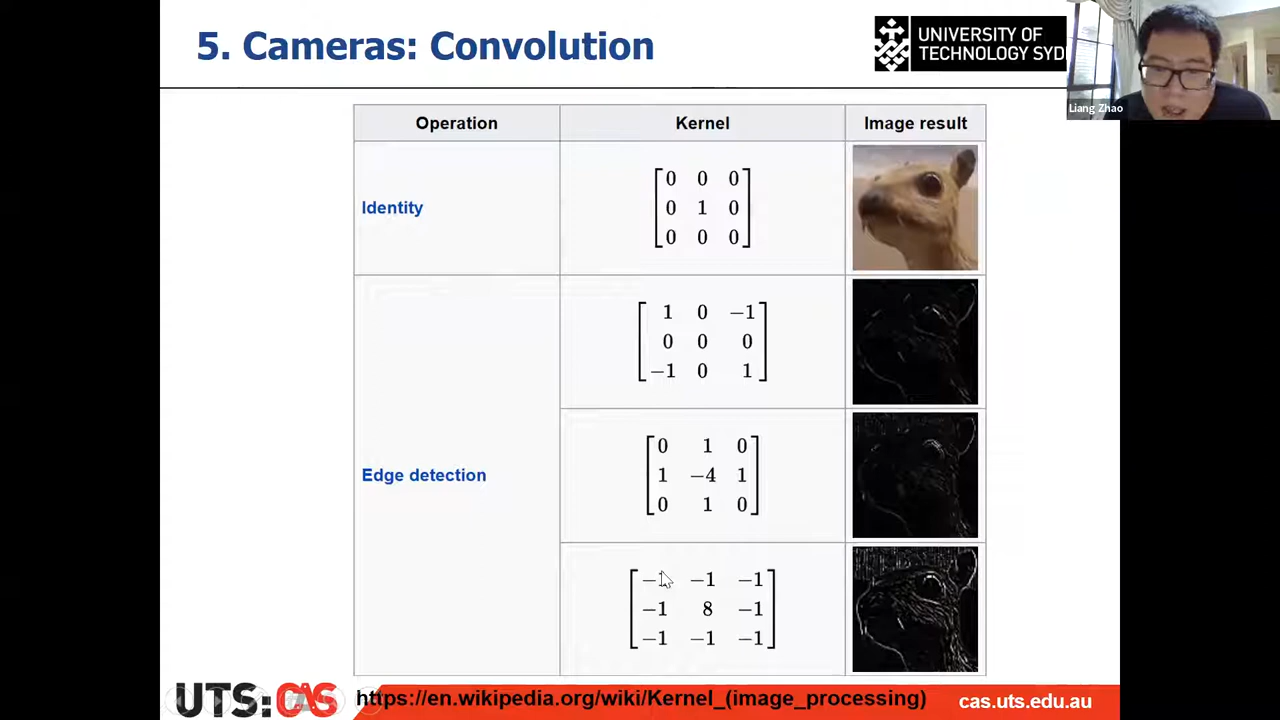 5. Cameras: Convolution
UNIVERSITY OF
TECHNOLOGY SYD
Liang Zhao
Operation Kernel Image result
Identity
0 0 0
0 1 0
0 0 0
Edge detection
1 0 −1
0 0 0
−1 0 1
0 1 0
1 −4 1
0 1 0
−1 −1 −1
−1 8 −1
−1 −1 −1
UTS: CAS
https://en.wikipedia.org/wiki/Kernel_(image_processing)
cas.uts.edu.au